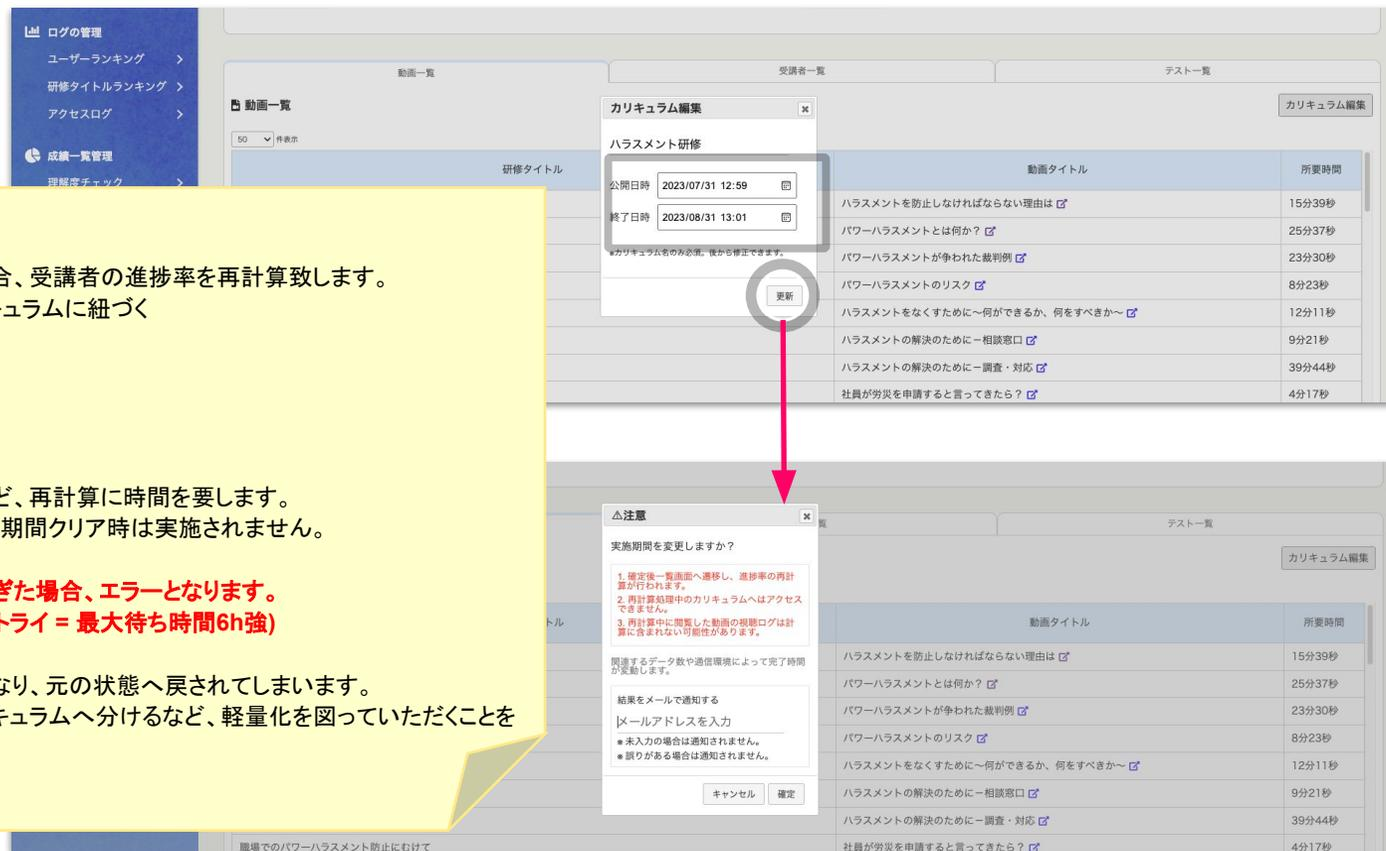 ログの管理
ユーザーランキング
研修タイトルランキング
アクセスログ
成績一覧管理
理解度チェック
動画一覧
受講者一覧
テスト一覧
動画一覧
カリキュラム編集
50 件表示
研修タイトル
動画タイトル
所要時間
ハラスメントを防止しなければならない理由は
15分39秒
パワーハラスメントとは何か？
25分37秒
パワーハラスメントが争われた裁判例
23分30秒
パワーハラスメントのリスク
8分23秒
ハラスメントをなくすために～何ができるか、何をすべきか～
12分11秒
ハラスメントの解決のために－相談窓口
9分21秒
ハラスメントの解決のために－調査・対応
39分44秒
社員が労災を申請すると言ってきたら？
4分17秒
カリキュラム編集
ハラスメント研修
公開日時 2023/07/31 12:59
終了日時 2023/08/31 13:01
※カリキュラム名のみ必須。後から修正できます。
更新
合、受講者の進捗率を再計算致します。
キュラムに紐づく
ど、再計算に時間を要します。
期間クリア時は実施されません。
ぎた場合、エラーとなります。
トライ = 最大待ち時間6h強)
なり、元の状態へ戻されてしまいます。
キュラムへ分けるなど、軽量化を図っていただくことを
⚠注意
実施期間を変更しますか？
1. 確定後一覧画面へ遷移し、進捗率の再計
算が行われます。
2. 再計算処理中のカリキュラムへはアクセス
できません。
3. 再計算中に閲覧した動画の視聴ログは計
算に含まれない可能性があります。
関連するデータ数や通信環境によって完了時間
が変動します。
結果をメールで通知する
メールアドレスを入力
※未入力の場合は通知されません。
※誤りがある場合は通知されません。
キャンセル 確定
覧
テスト一覧
カリキュラム編集
トル
動画タイトル
所要時間
ハラスメントを防止しなければならない理由は
15分39秒
パワーハラスメントとは何か？
25分37秒
パワーハラスメントが争われた裁判例
23分30秒
パワーハラスメントのリスク
8分23秒
ハラスメントをなくすために～何ができるか、何をすべきか～
12分11秒
ハラスメントの解決のために－相談窓口
9分21秒
ハラスメントの解決のために－調査・対応
39分44秒
職場でのパワーハラスメント防止にむけて
社員が労災を申請すると言ってきたら？
4分17秒